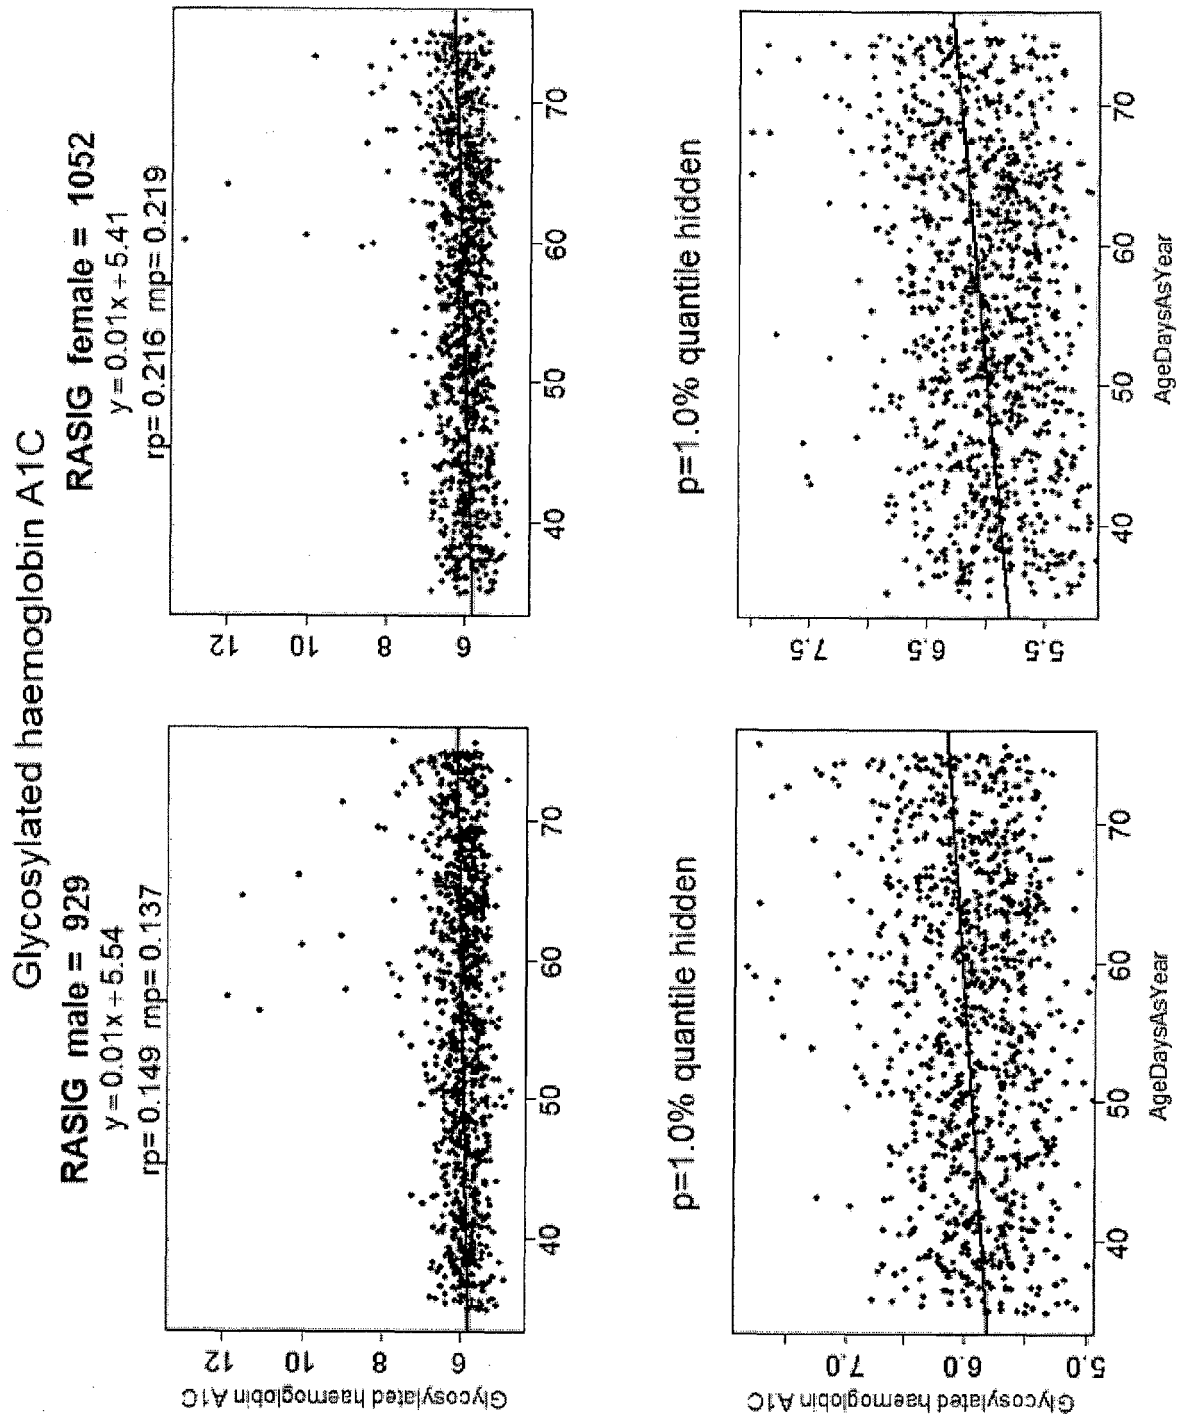 Glycosylated haemoglobin A1C
RASIG male = 929
y = 0.01x + 5.54
rp= 0.149 rnp= 0.137
RASIG female = 1052
y = 0.01x + 5.41
rp= 0.216 rnp= 0.219
Glycosylated haemoglobin A1C
12
10
8
6
40
50
60
70
12
10
8
6
40
50
60
70
p=1.0% quantile hidden
p=1.0% quantile hidden
Glycosylated haemoglobin A1C
7.0
6.0
5.0
40
50
60
70
AgeDaysAsYear
7.5
6.5
5.5
40
50
60
70
AgeDaysAsYear